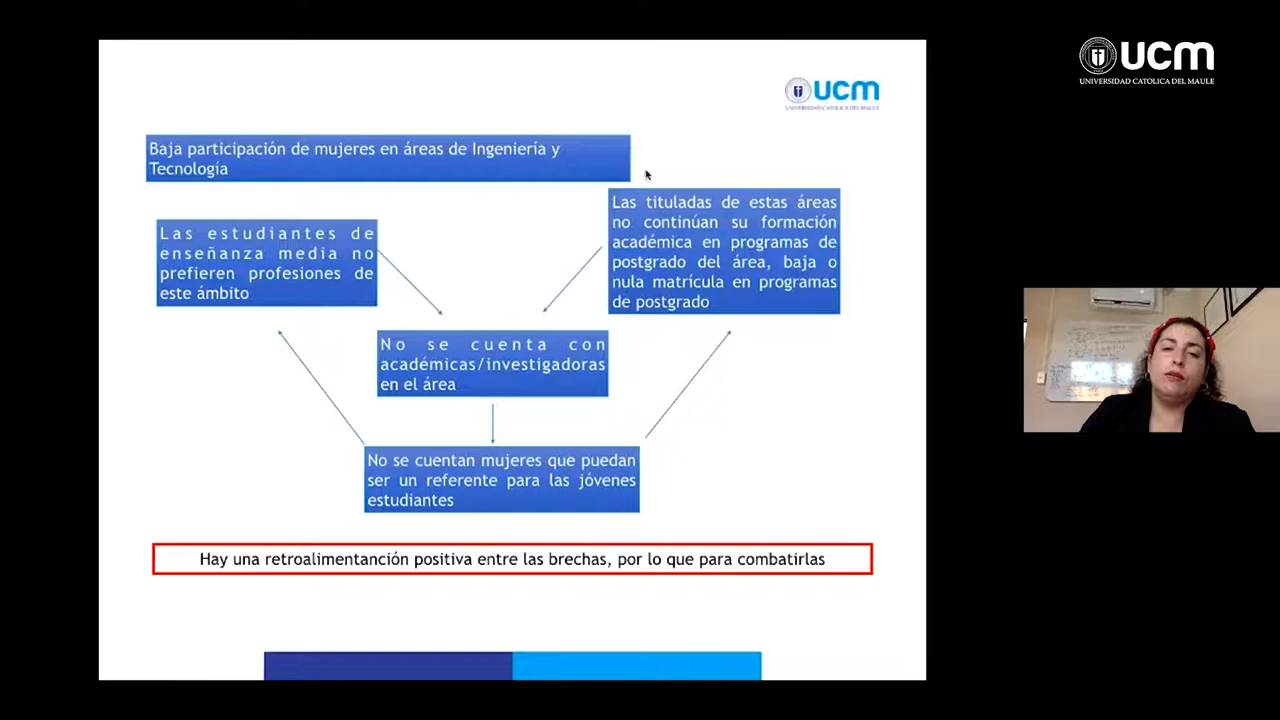 ucm
UNIVERSIDAD CATOLICA DEL MAULE
ucm
UNIVERSIDAD CATOLICA DEL MAULE
Baja participación de mujeres en áreas de Ingeniería y
Tecnología
Las estudiantes de
enseñanza media no
prefieren profesiones de
este ámbito
Las tituladas de estas áreas
no continúan su formación
académica en programas de
postgrado del área, baja o
nula matrícula en programas
de postgrado
No se cuenta con
académicas/investigadoras
en el área
No se cuentan mujeres que puedan
ser un referente para las jóvenes
estudiantes
Hay una retroalimentanción positiva entre las brechas, por lo que para combatirlas